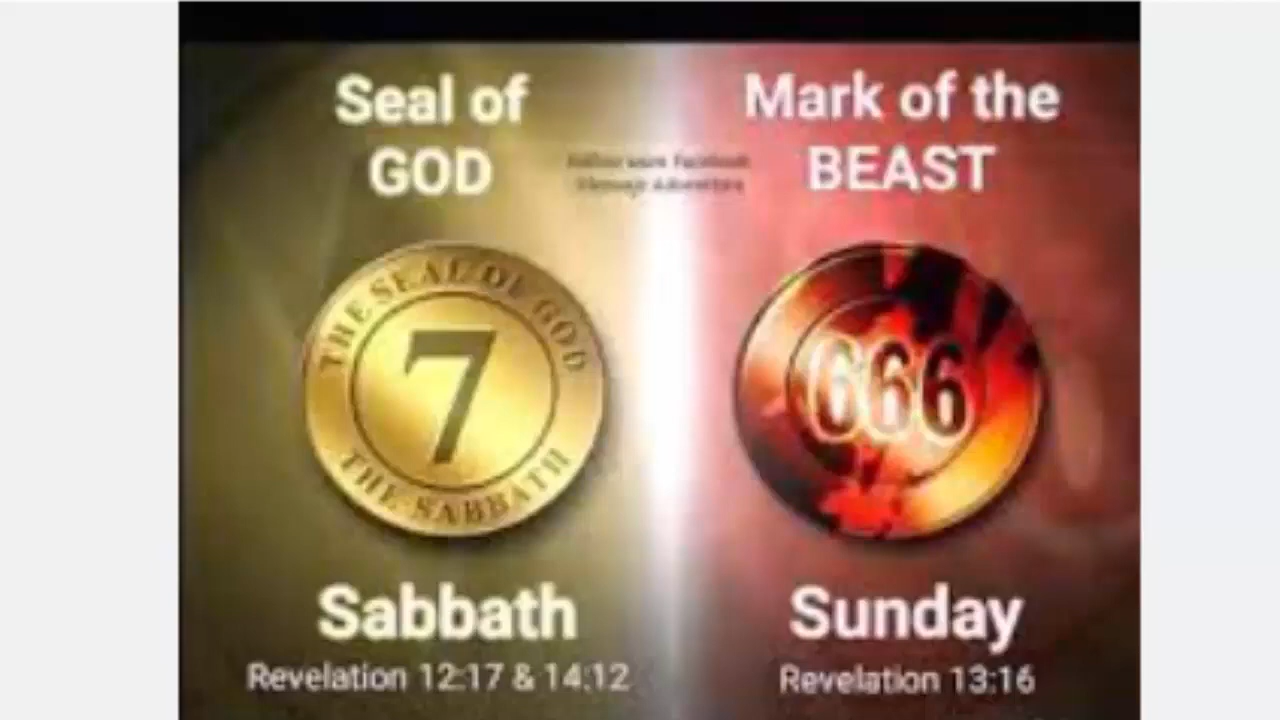 Seal of
GOD
THE SEAL OF GOD
7
THE SABBATH
Sabbath
Revelation 12:17 & 14:12
Mark of the
BEAST
666
Sunday
Revelation 13:16